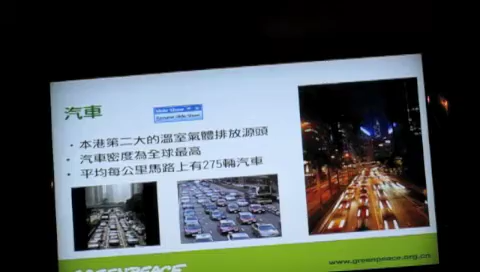 汽車
• 本港第二大的溫室氣體排放源頭
• 汽車密度為全球最高
• 平均每公里馬路上有275輛汽車
GREENPEACE
www.greenpeace.org.cn